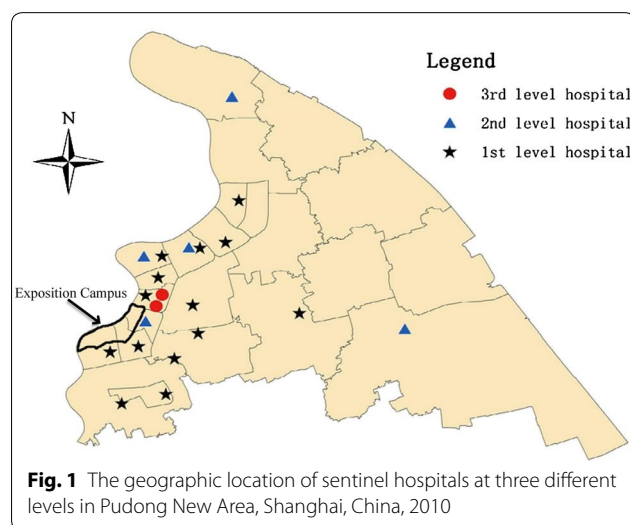 Legend
3rd level hospital
2nd level hospital
1st level hospital
N
Exposition Campus
Fig. 1 The geographic location of sentinel hospitals at three different
levels in Pudong New Area, Shanghai, China, 2010